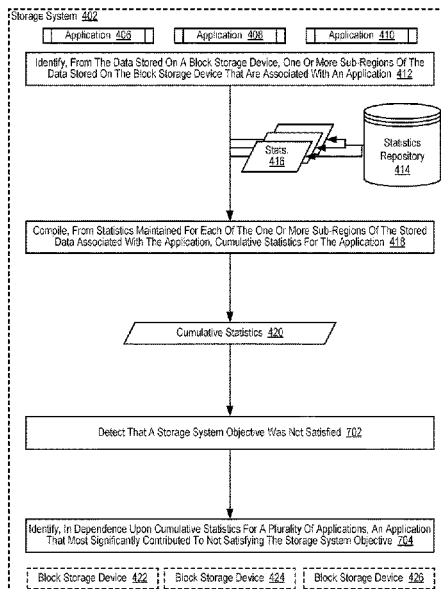 Storage System 402
Application 406
Application 408
Application 410
Identify, From The Data Stored On A Block Storage Device, One Or More Sub-Regions Of The
Data Stored On The Block Storage Device That Are Associated With An Application 412
Stats.
416
Statistics
Repository
414
Compile, From Statistics Maintained For Each Of The One Or More Sub-Regions Of The Stored
Data Associated With The Application, Cumulative Statistics For The Application 418
Cumulative Statistics 420
Detect That A Storage System Objective Was Not Satisfied 702
Identify, In Dependence Upon Cumulative Statistics For A Plurality Of Applications, An Application
That Most Significantly Contributed To Not Satisfying The Storage System Objective 704
Block Storage Device 422
Block Storage Device 424
Block Storage Device 426